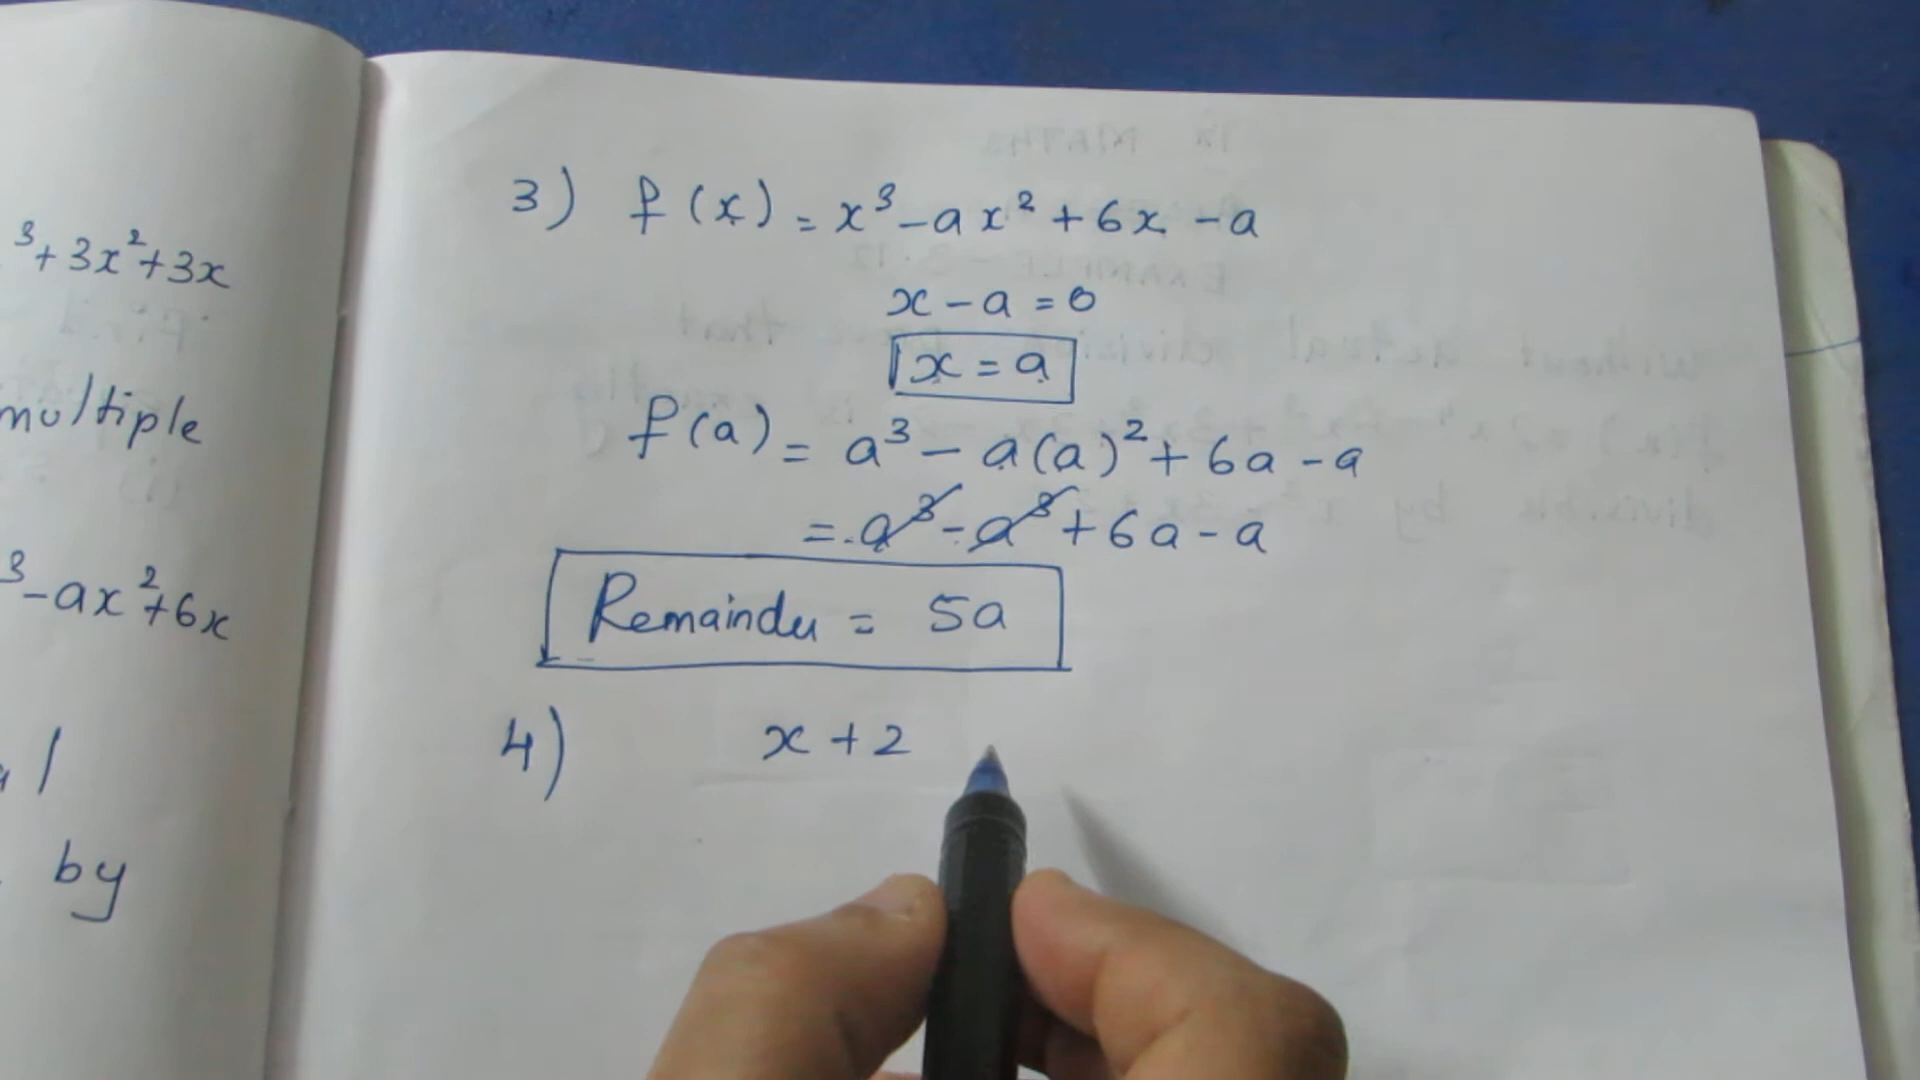 ³+3x²+3x
multiple
³-ax²+6x
by
3) f(x) = x³-ax²+6x-a
x-a=0
x=a
f(a) = a³-a(a)²+6a-a
= a³-a³+6a-a
Remainder = 5a
4) x+2